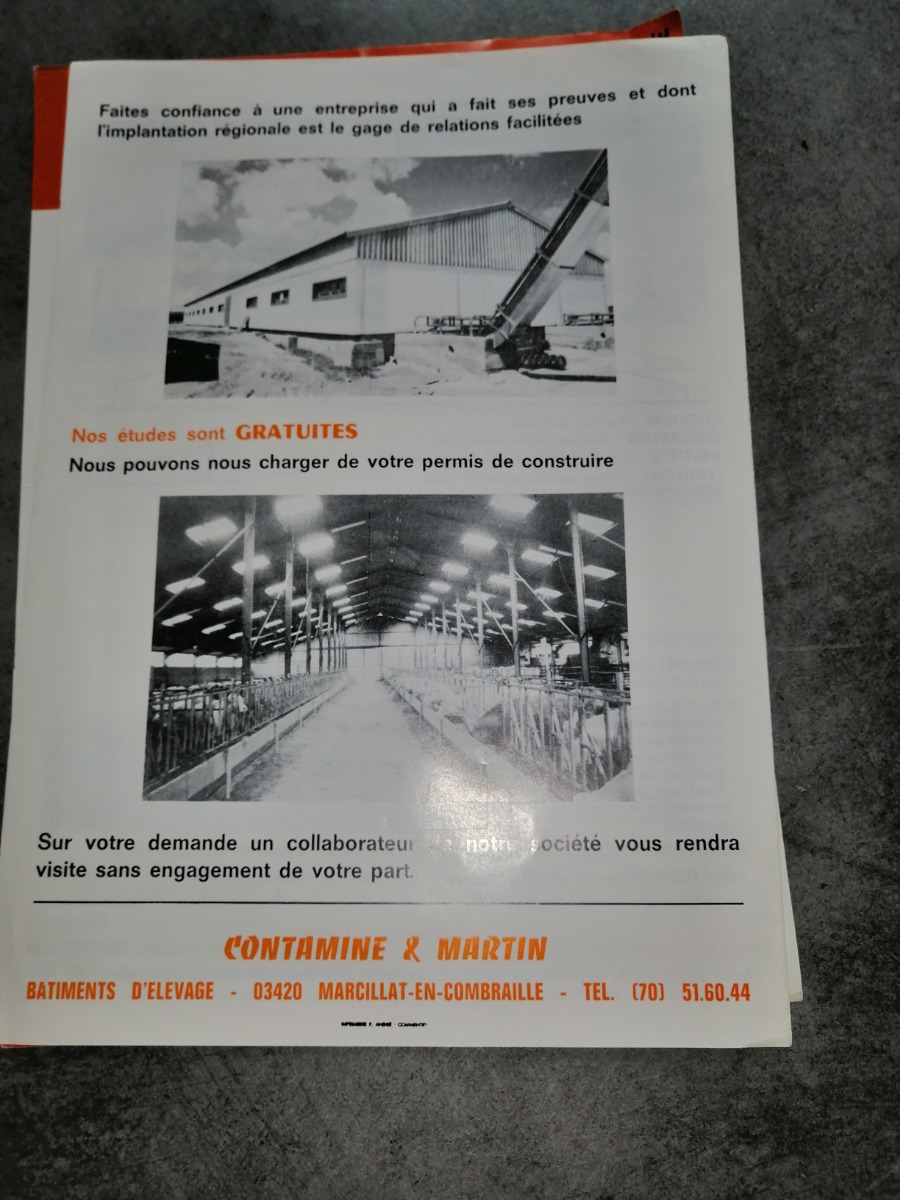 Faites confiance à une entreprise qui a fait ses preuves et dont
l'implantation régionale est le gage de relations facilitées
Nos études sont GRATUITES
Nous pouvons nous charger de votre permis de construire
Sur votre demande un collaborateur notre société vous rendra
visite sans engagement de votre part.
CONTAMINE & MARTIN
BATIMENTS D'ELEVAGE - 03420 MARCILLAT-EN-COMBRAILLE - TEL. (70) 51.60.44
IMPRIMERIE P. ANDRÉ - COMMENTRY